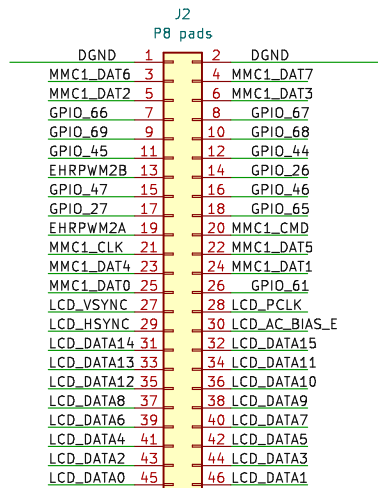 J2
P8 pads
DGND 1 2 DGND
MMC1_DAT6 3 4 MMC1_DAT7
MMC1_DAT2 5 6 MMC1_DAT3
GPIO_66 7 8 GPIO_67
GPIO_69 9 10 GPIO_68
GPIO_45 11 12 GPIO_44
EHRPWM2B 13 14 GPIO_26
GPIO_47 15 16 GPIO_46
GPIO_27 17 18 GPIO_65
EHRPWM2A 19 20 MMC1_CMD
MMC1_CLK 21 22 MMC1_DAT5
MMC1_DAT4 23 24 MMC1_DAT1
MMC1_DAT0 25 26 GPIO_61
LCD_VSYNC 27 28 LCD_PCLK
LCD_HSYNC 29 30 LCD_AC_BIAS_E
LCD_DATA14 31 32 LCD_DATA15
LCD_DATA13 33 34 LCD_DATA11
LCD_DATA12 35 36 LCD_DATA10
LCD_DATA8 37 38 LCD_DATA9
LCD_DATA6 39 40 LCD_DATA7
LCD_DATA4 41 42 LCD_DATA5
LCD_DATA2 43 44 LCD_DATA3
LCD_DATA0 45 46 LCD_DATA1